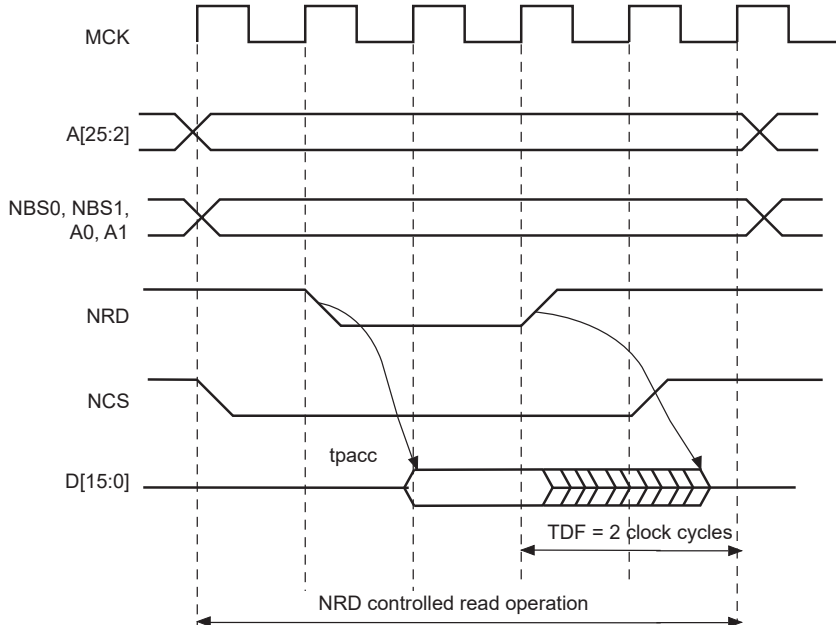 MCK
A[25:2]
NBS0, NBS1,
A0, A1
NRD
NCS
tpacc
D[15:0]
TDF = 2 clock cycles
NRD controlled read operation